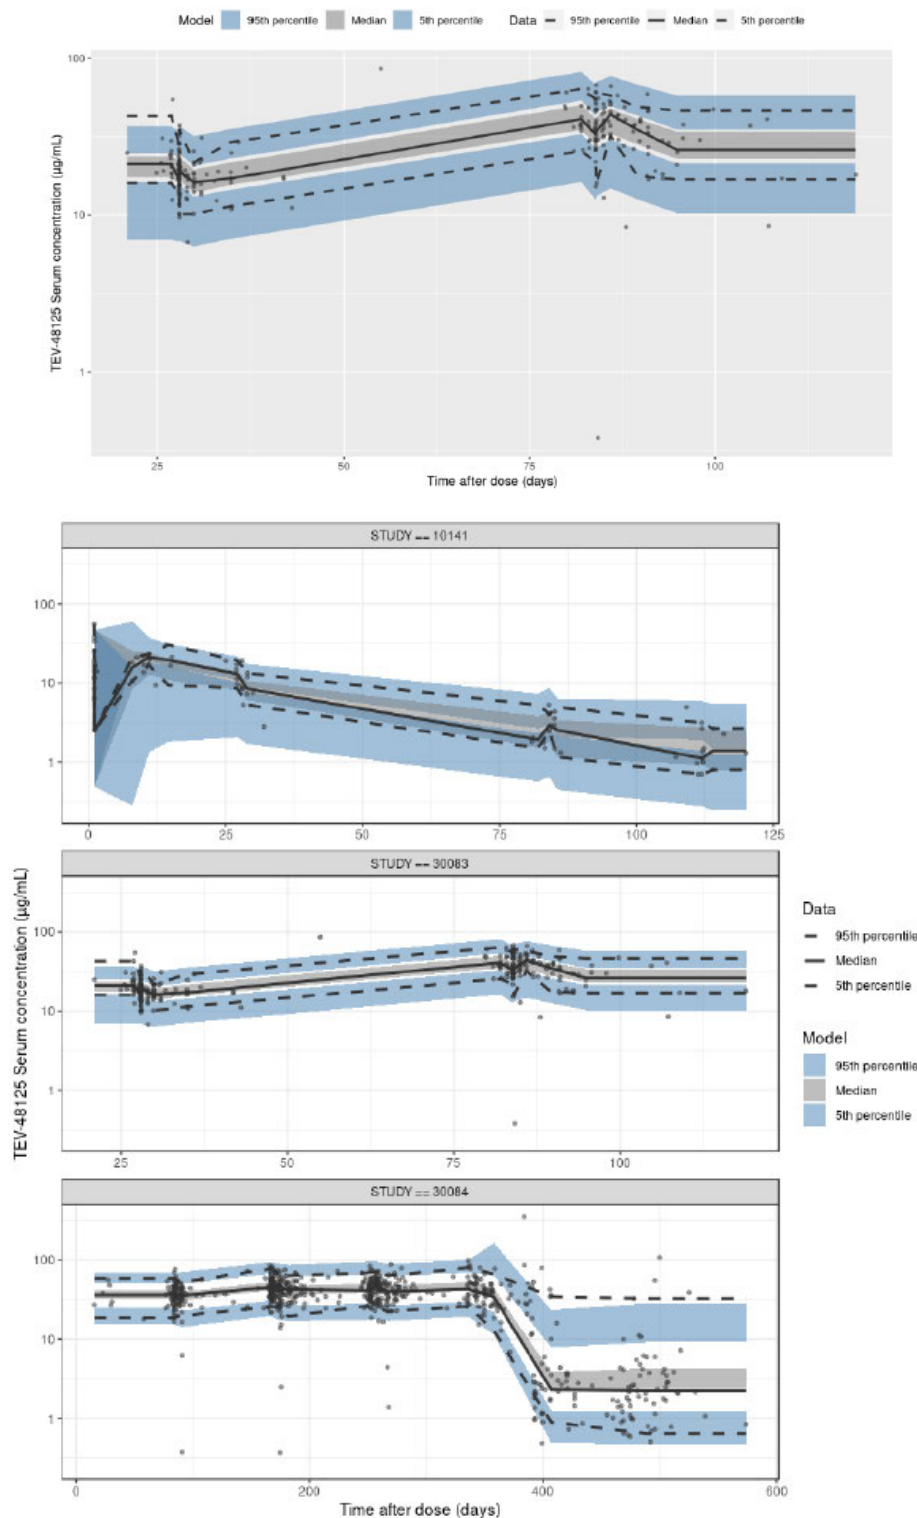 Model 95th percentile Median 5th percentile Data 95th percentile Median 5th percentile
100
10
1
TEV-48125 Serum concentration (µg/mL)
25 50 75 100
Time after dose (days)
STUDY == 10141
100
10
1
0 25 50 75 100 125
STUDY == 30083
100
10
1
25 50 75 100
TEV-48125 Serum concentration (µg/mL)
Data
95th percentile
Median
5th percentile
Model
95th percentile
Median
5th percentile
STUDY == 30084
100
10
1
0 200 400 600
Time after dose (days)